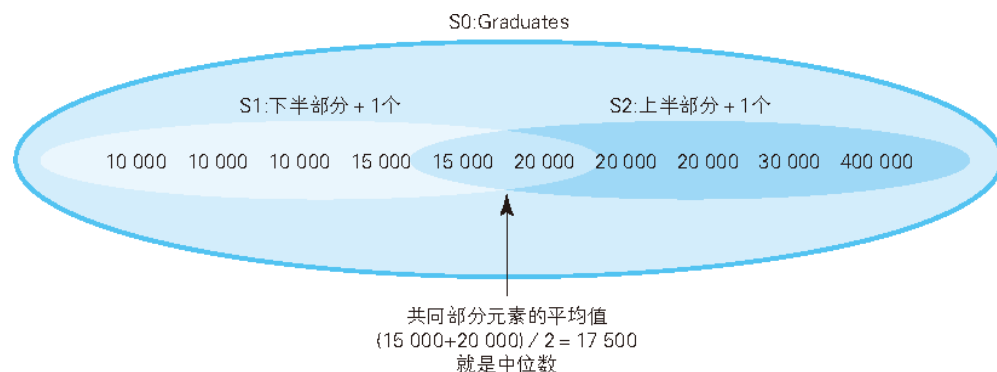 S0:Graduates
S1:下半部分+1个
S2:上半部分+1个
10 000 10 000 10 000 15 000 15 000 20 000 20 000 20 000 30 000 400 000
共同部分元素的平均值
(15 000+20 000) / 2 = 17 500
就是中位数